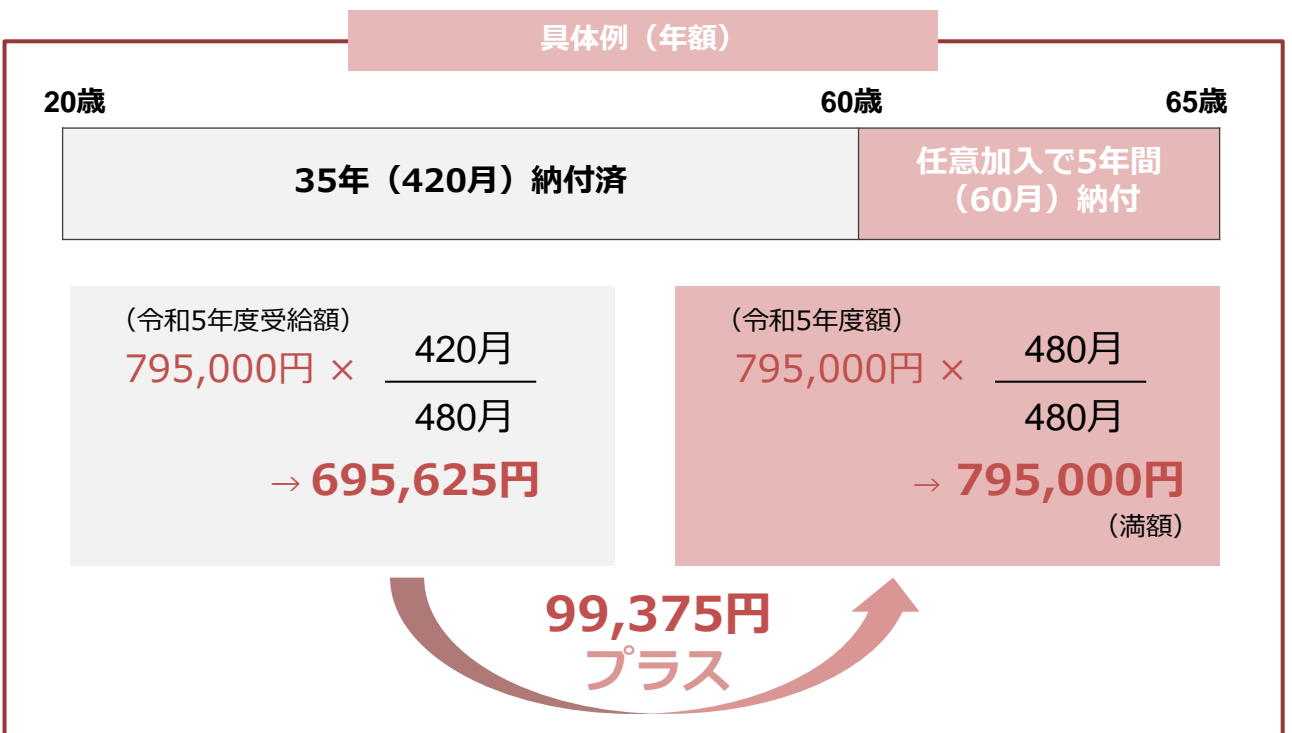 具体例（年額）
20歳
60歳
65歳
35年（420月）納付済
任意加入で5年間
（60月）納付
（令和5年度受給額）
795,000円 × 420月
480月
→ 695,625円
（令和5年度額）
795,000円 × 480月
480月
→ 795,000円
（満額）
99,375円
プラス